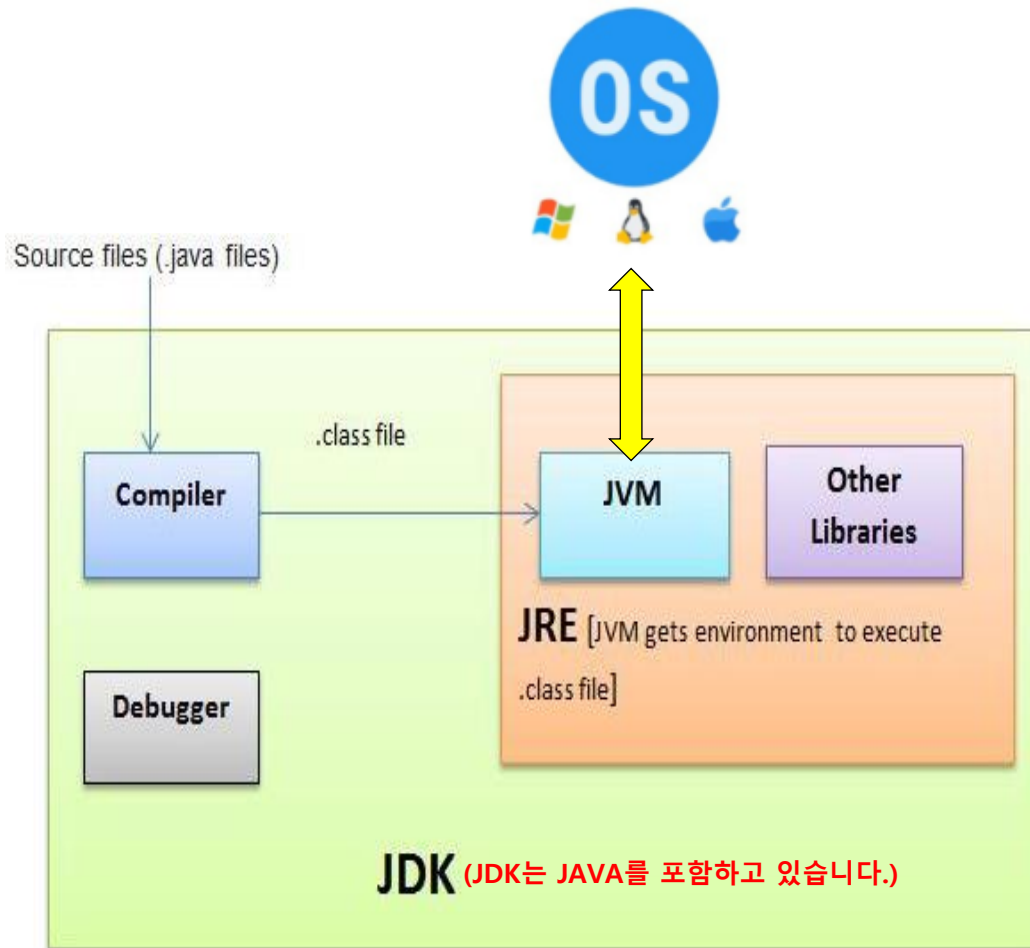 OS
Source files (.java files)
.class file
Compiler
JVM
Other
Libraries
JRE [JVM gets environment to execute
.class file]
Debugger
JDK (JDK는 JAVA를 포함하고 있습니다.)